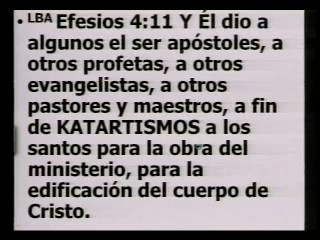 • LBA Efesios 4:11 Y Él dio a
algunos el ser apóstoles, a
otros profetas, a otros
evangelistas, a otros
pastores y maestros, a fin
de KATARTISMOS a los
santos para la obra del
ministerio, para la
edificación del cuerpo de
Cristo.